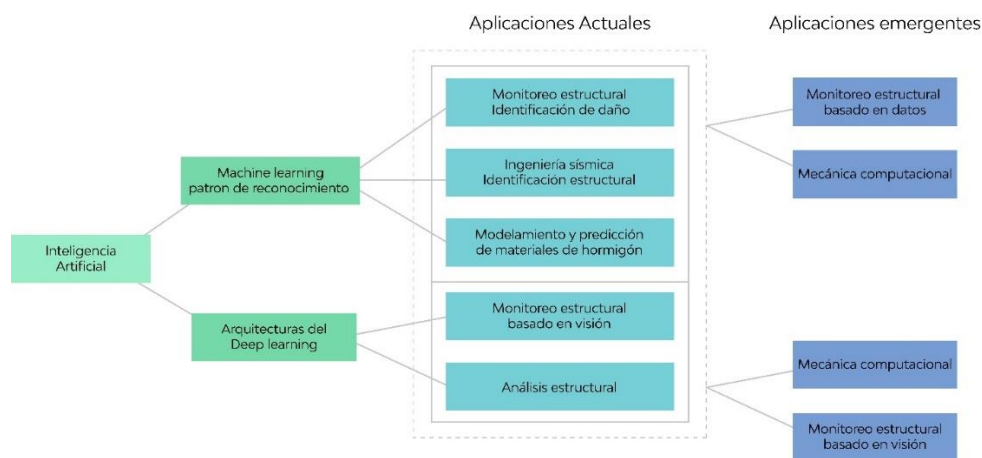 Aplicaciones Actuales
Aplicaciones emergentes
Inteligencia
Artificial
Machine learning
patron de reconocimiento
Arquitecturas del
Deep learning
Monitoreo estructural
Identificación de daño
Ingeniería sísmica
Identificación estructural
Modelamiento y predicción
de materiales de hormigón
Monitoreo estructural
basado en visión
Análisis estructural
Monitoreo estructural
basado en datos
Mecánica computacional
Mecánica computacional
Monitoreo estructural
basado en visión